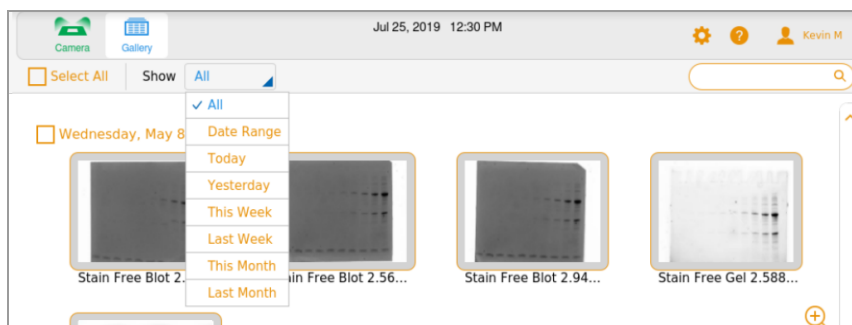 Jul 25, 2019 12:30 PM
Camera
Gallery
Kevin M
Select All
Show
All
All
Date Range
Today
Yesterday
This Week
Last Week
This Month
Last Month
Wednesday, May 8
Stain Free Blot 2.
in Free Blot 2.56...
Stain Free Blot 2.94...
Stain Free Gel 2.588...